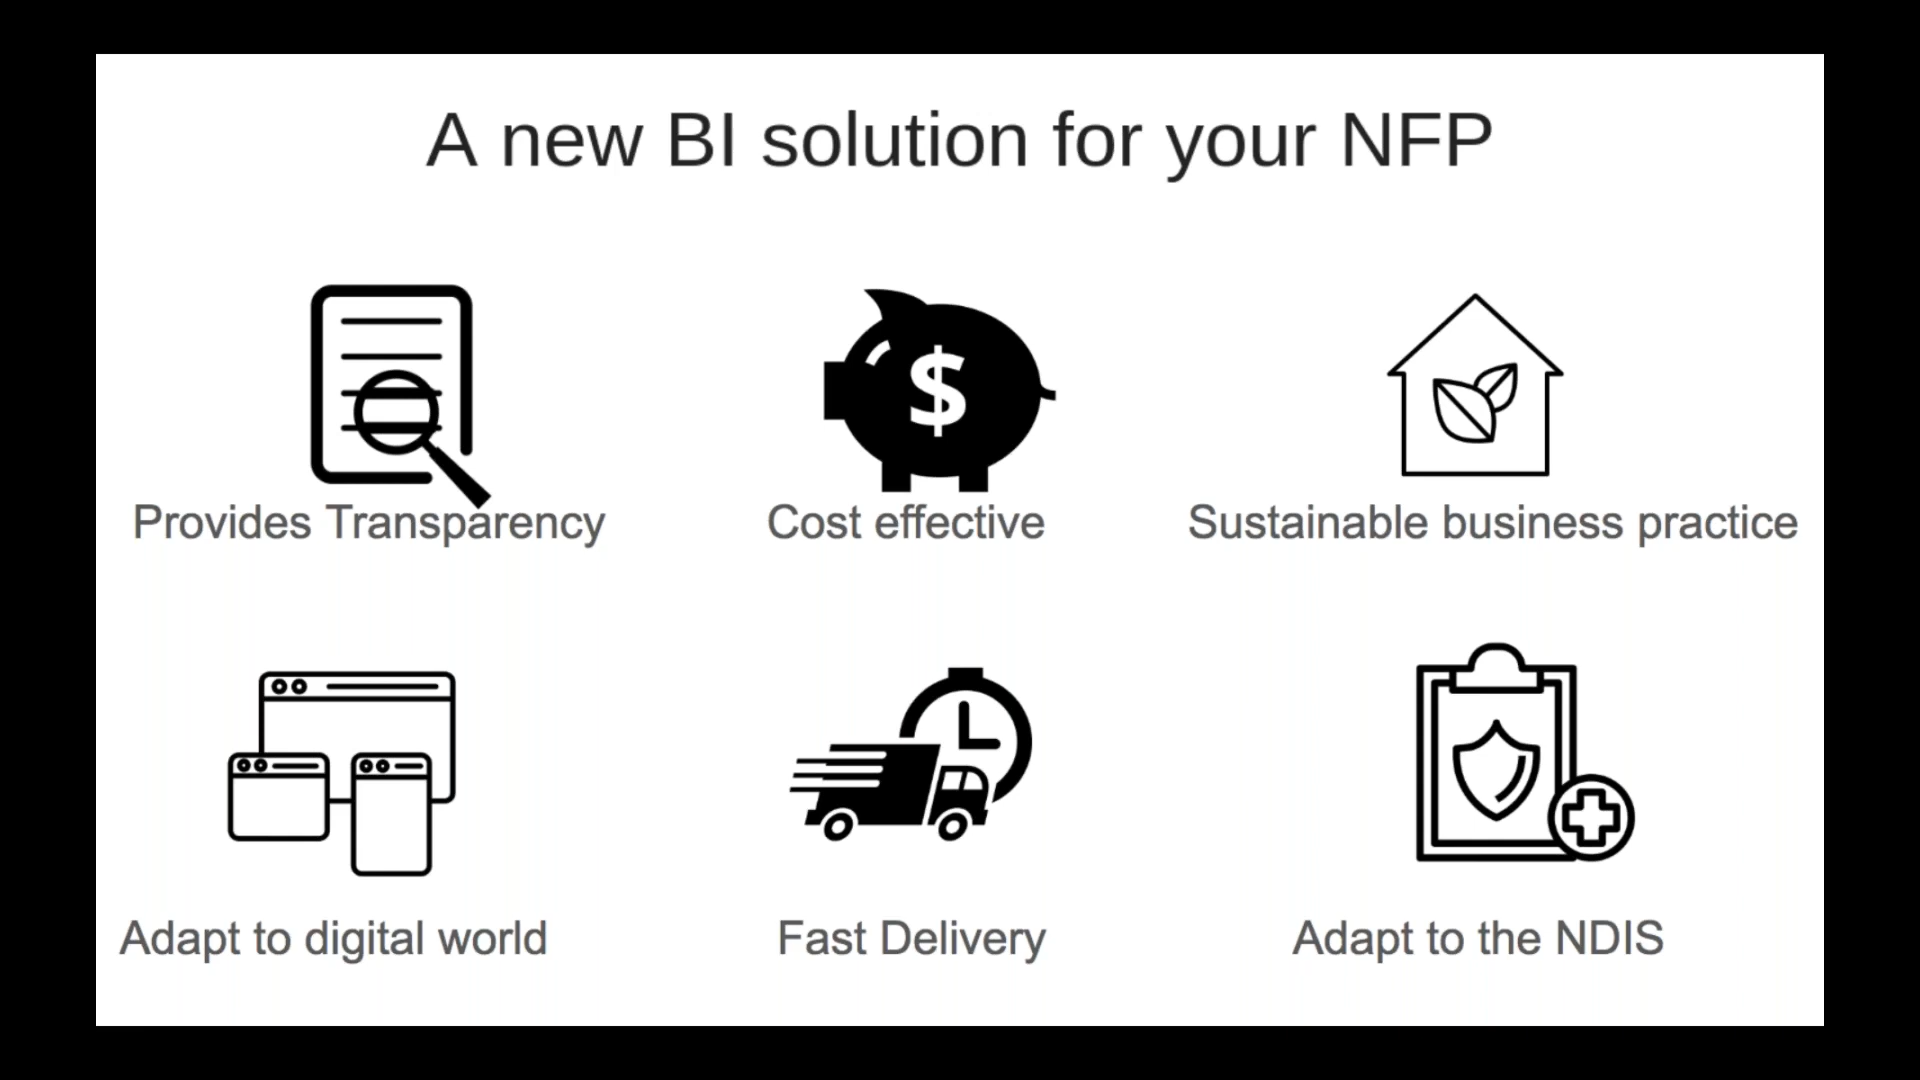 A new BI solution for your NFP
$
Provides Transparency
Cost effective
Sustainable business practice
Adapt to digital world
Fast Delivery
Adapt to the NDIS